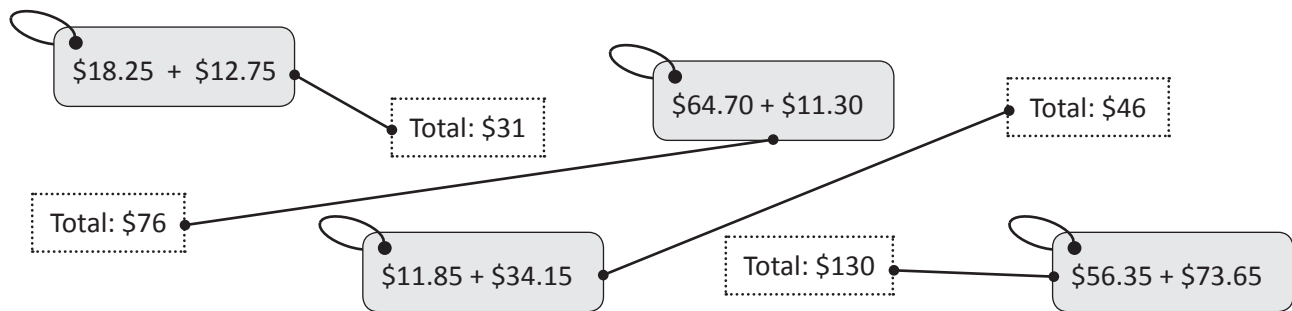 $18.25 + $12.75
$64.70 + $11.30
Total: $46
Total: $31
Total: $76
$11.85 + $34.15
Total: $130
$56.35 + $73.65